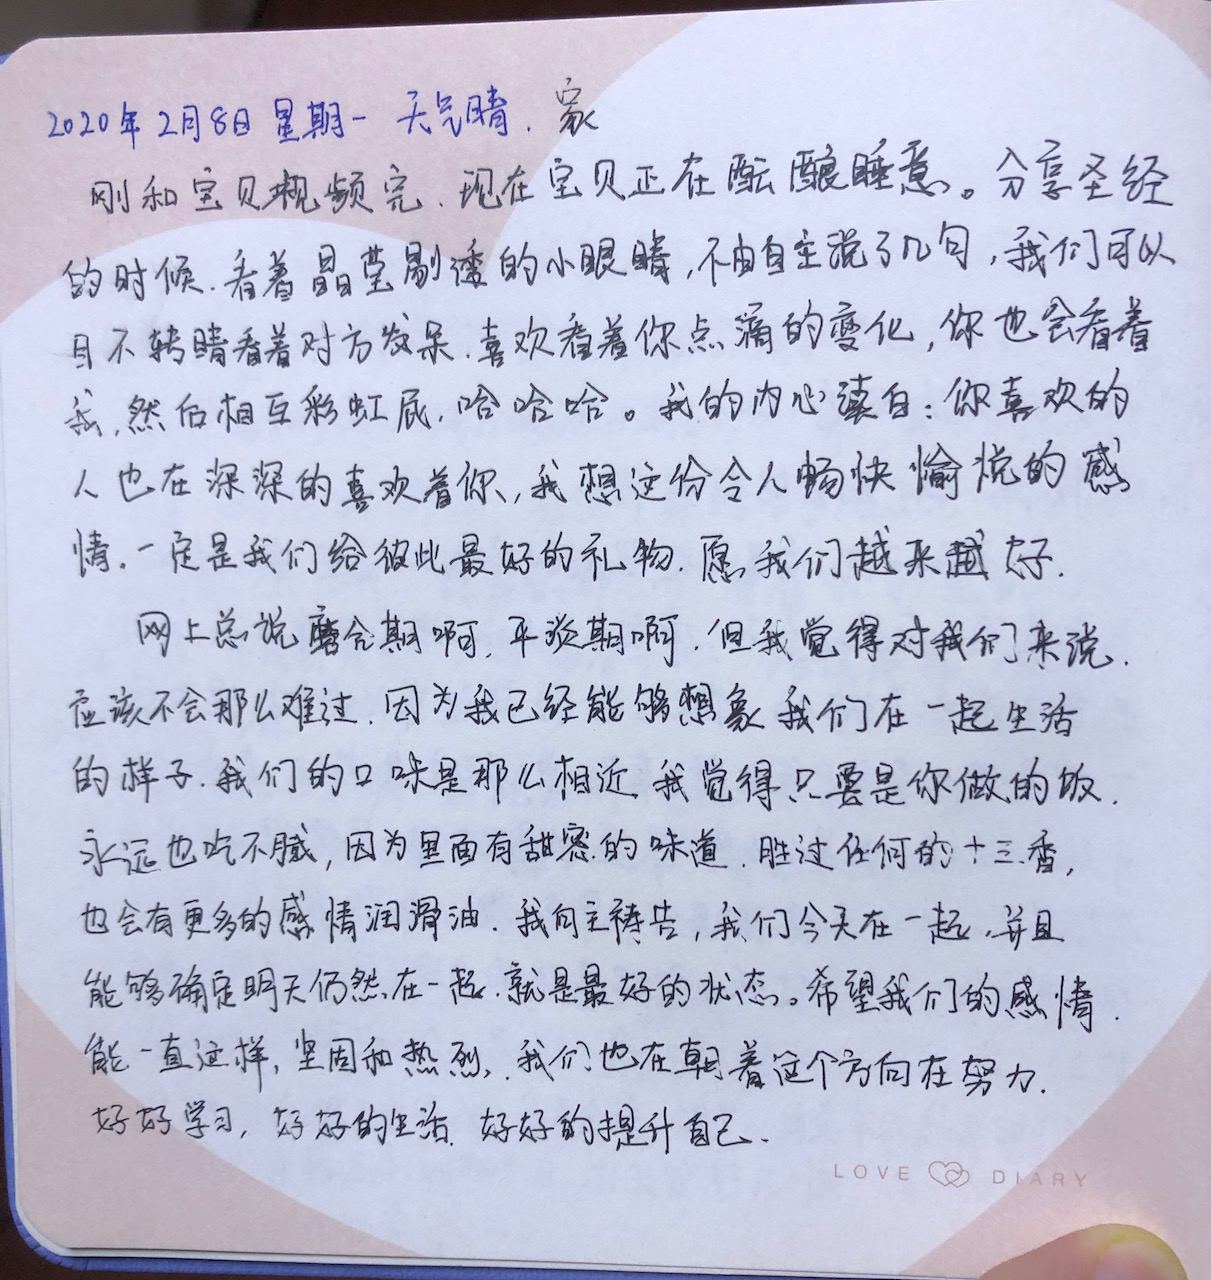 2020年2月8日 星期一 天气晴. 家
刚和宝贝视频完.现在宝贝正在酝酿睡意。分享圣经
的时候.看着晶莹剔透的小眼睛,不由自主说了几句,我们可以
目不转睛看着对方发呆.喜欢看着你点滴的变化,你也会看着
我.然后相互彩虹屁.哈哈哈。我的内心独白:你喜欢的
人也在深深的喜欢着你,我想这份令人畅快愉悦的感
情.一定是我们给彼此最好的礼物.愿我们越来越好.
网上总说磨合期啊.平淡期啊.但我觉得对我们来说.
应该不会那么难过.因为我已经能够想象我们在一起生活
的样子.我们的口味是那么相近 我觉得只要是你做的饭.
永远也吃不腻,因为里面有甜密的味道.胜过任何的十三香,
也会有更多的感情润滑油.我向主祷告,我们今天在一起.并且
能够确定明天仍然在一起.就是最好的状态。希望我们的感情.
能一直这样,坚固和热烈,.我们也在朝着这个方向在努力.
好好学习,好好的生活.好好的提升自己.
LOVE DIARY